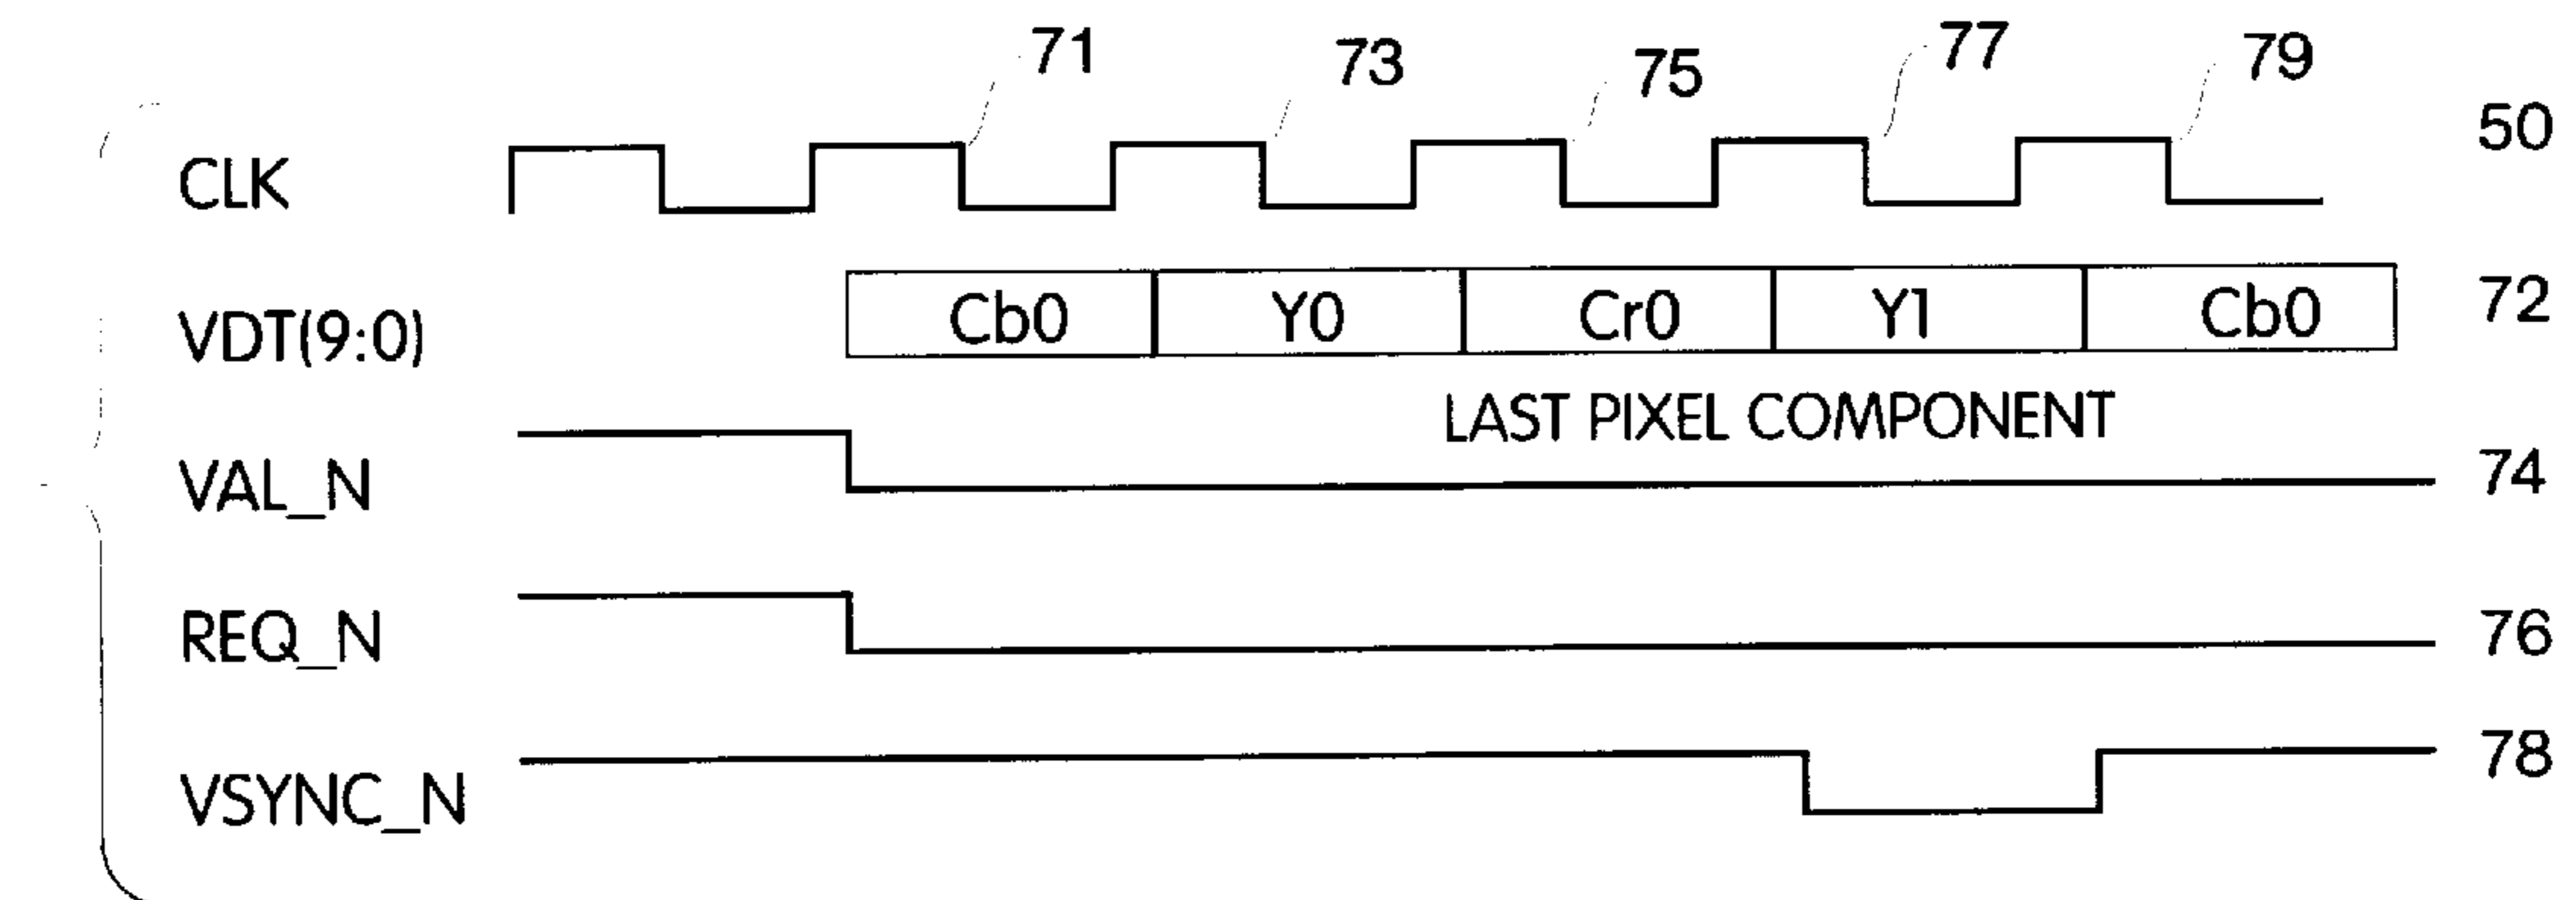 71 73 75 77 79
CLK 50
VDT(9:0) Cb0 Y0 Cr0 Y1 Cb0 72
LAST PIXEL COMPONENT
VAL_N 74
REQ_N 76
VSYNC_N 78